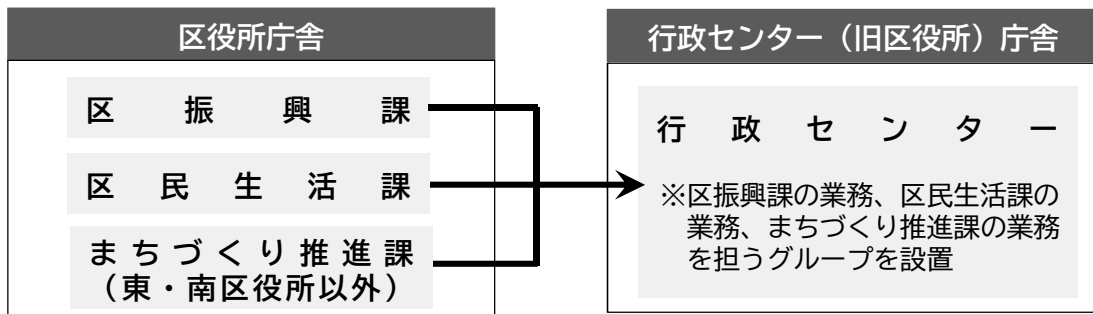 区役所庁舎
区振興課
区民生活課
まちづくり推進課
（東・南区役所以外）
行政センター（旧区役所）庁舎
行政センター
※区振興課の業務、区民生活課の
業務、まちづくり推進課の業務
を担うグループを設置